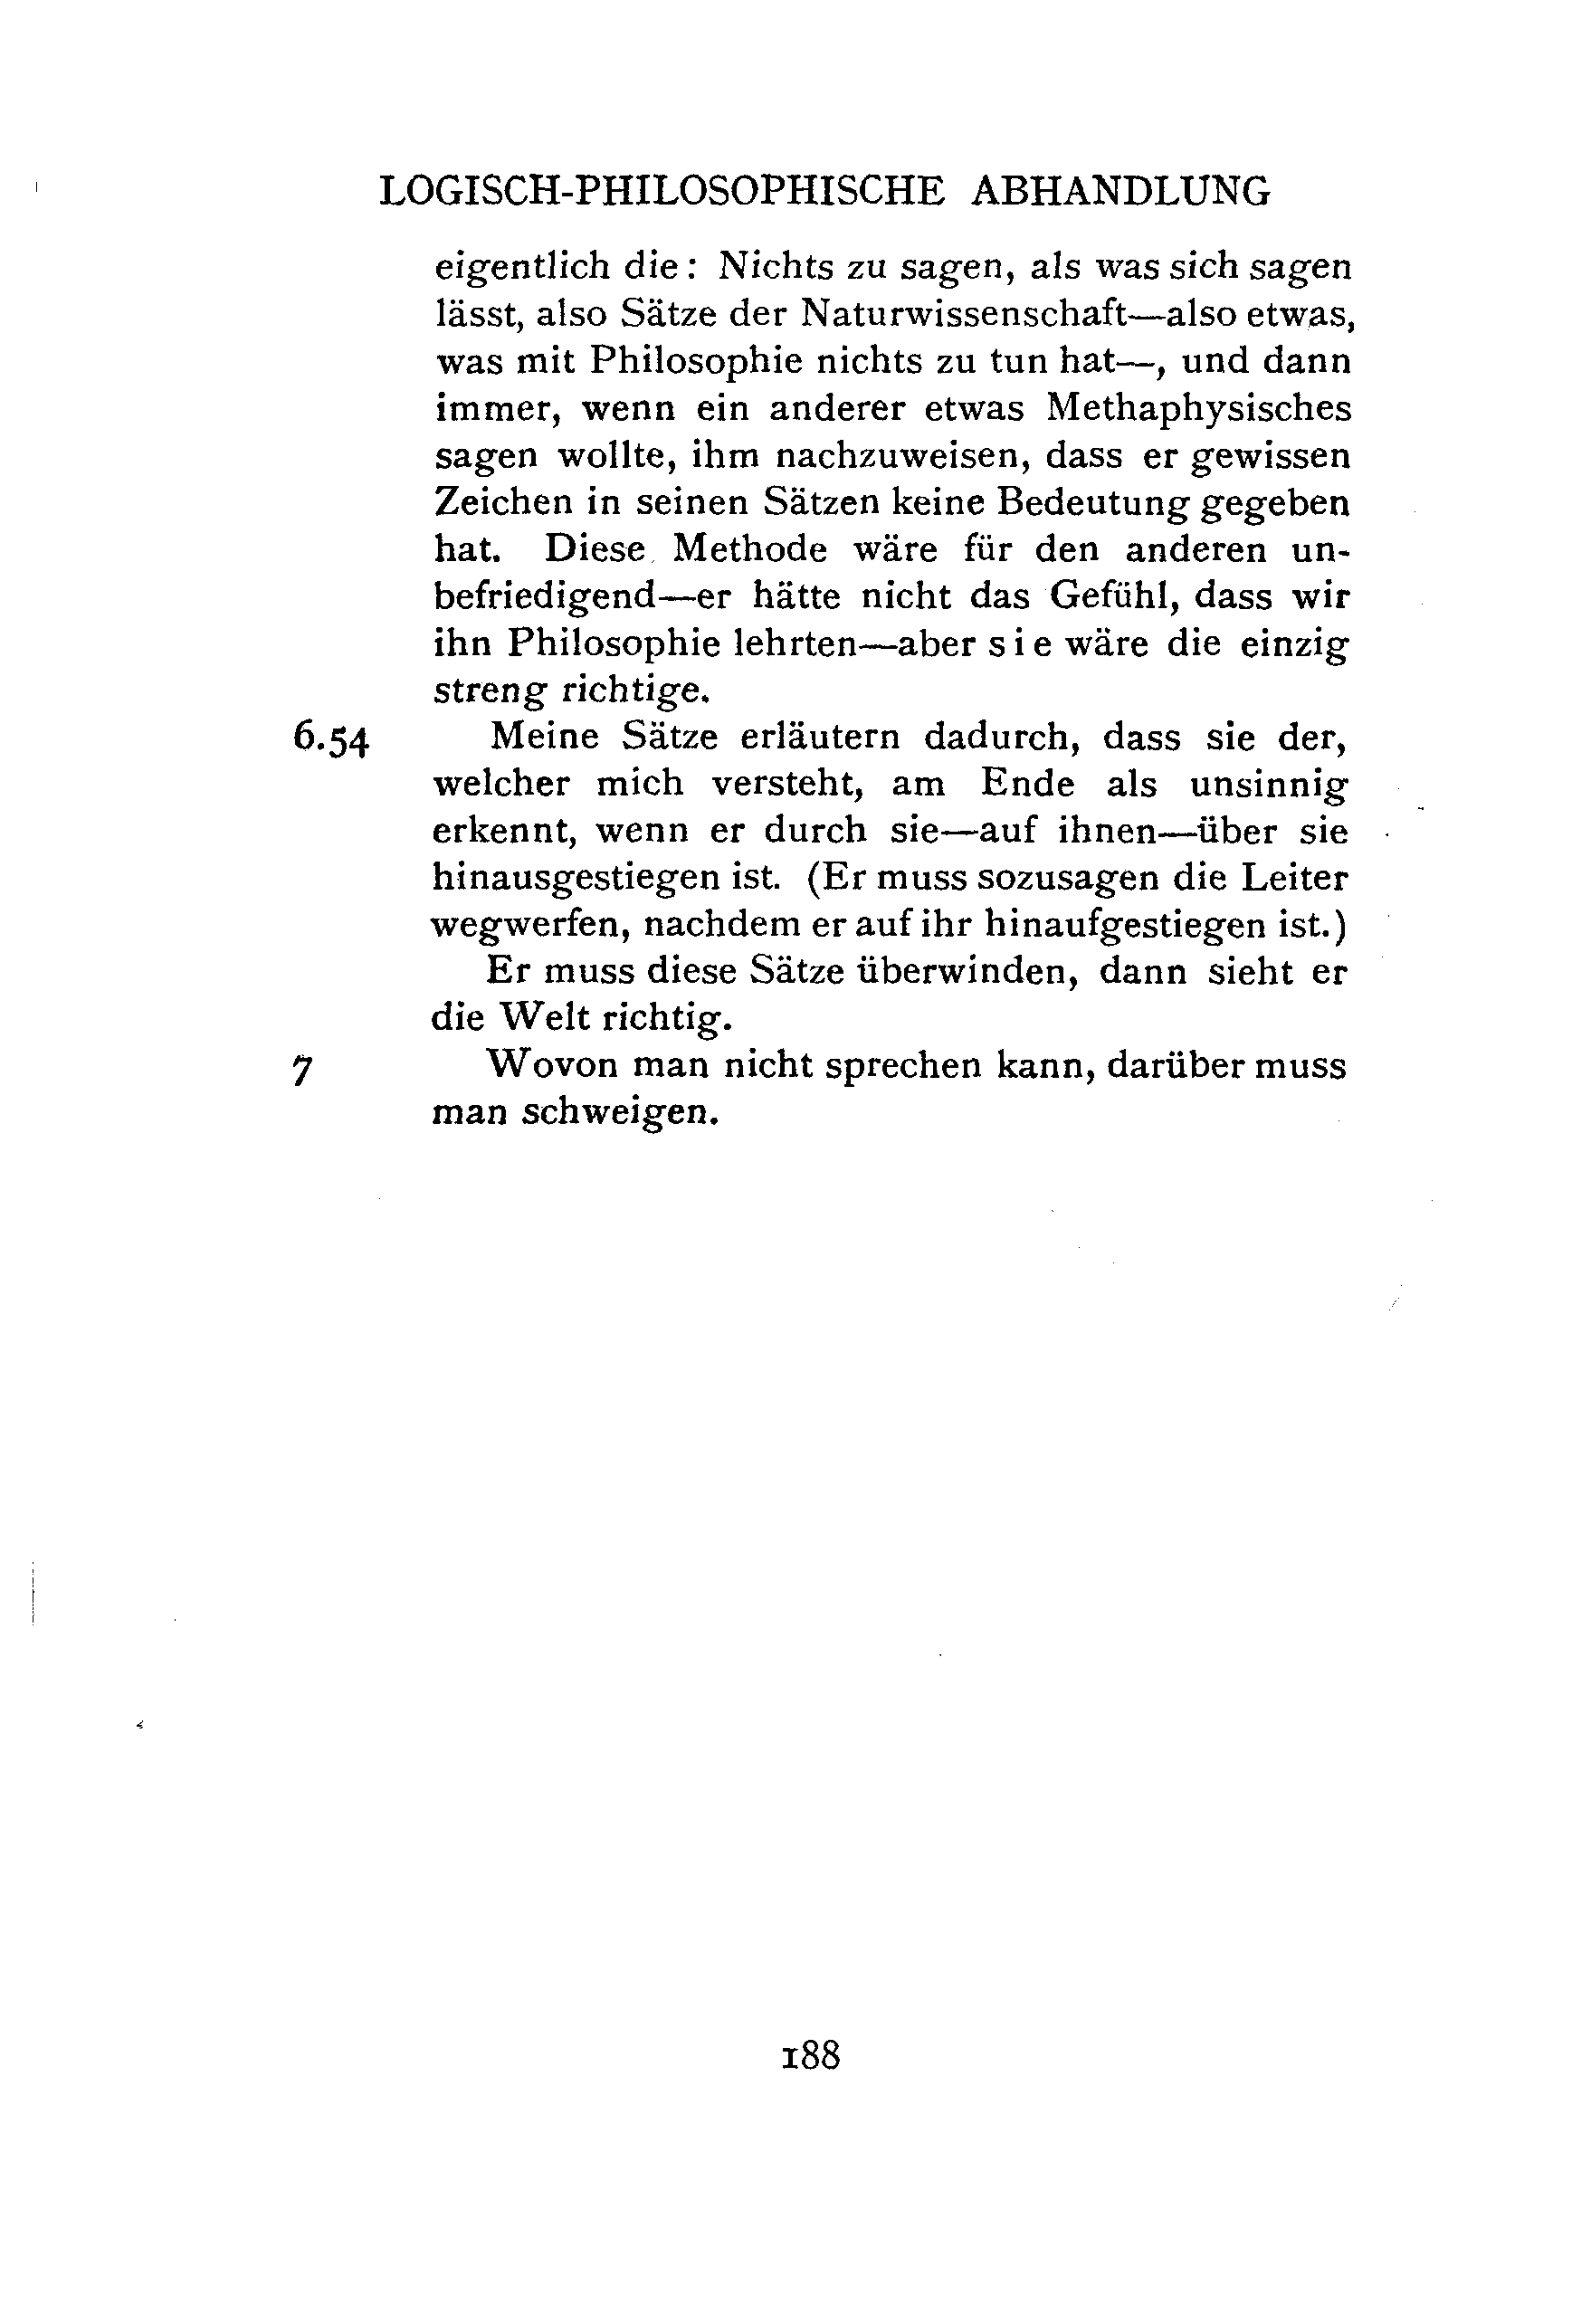 LOGISCH-PHILOSOPHISCHE ABHANDLUNG
eigentlich die: Nichts zu sagen, als was sich sagen
lässt, also Sätze der Naturwissenschaft—also etwas,
was mit Philosophie nichts zu tun hat—, und dann
immer, wenn ein anderer etwas Methaphysisches
sagen wollte, ihm nachzuweisen, dass er gewissen
Zeichen in seinen Sätzen keine Bedeutung gegeben
hat. Diese Methode wäre für den anderen un-
befriedigend—er hätte nicht das Gefühl, dass wir
ihn Philosophie lehrten—aber s i e wäre die einzig
streng richtige.
6.54 Meine Sätze erläutern dadurch, dass sie der,
welcher mich versteht, am Ende als unsinnig
erkennt, wenn er durch sie—auf ihnen—über sie
hinausgestiegen ist. (Er muss sozusagen die Leiter
wegwerfen, nachdem er auf ihr hinaufgestiegen ist.)
Er muss diese Sätze überwinden, dann sieht er
die Welt richtig.
7 Wovon man nicht sprechen kann, darüber muss
man schweigen.
188